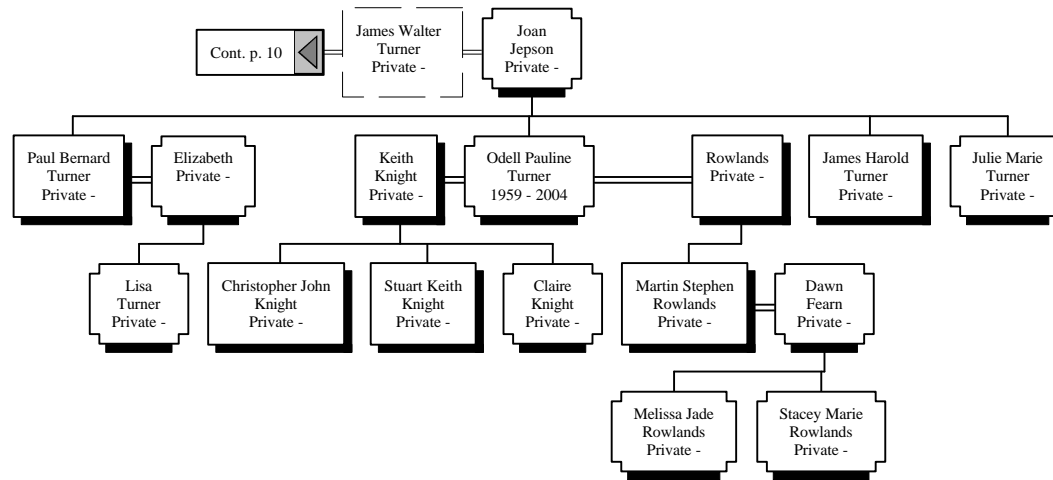 Cont. p. 10
James Walter
Turner
Private -
Joan
Jepson
Private -
Paul Bernard
Turner
Private -
Elizabeth
Private -
Keith
Knight
Private -
Odell Pauline
Turner
1959 - 2004
Rowlands
Private -
James Harold
Turner
Private -
Julie Marie
Turner
Private -
Lisa
Turner
Private -
Christopher John
Knight
Private -
Stuart Keith
Knight
Private -
Claire
Knight
Private -
Martin Stephen
Rowlands
Private -
Dawn
Fearn
Private -
Melissa Jade
Rowlands
Private -
Stacey Marie
Rowlands
Private -